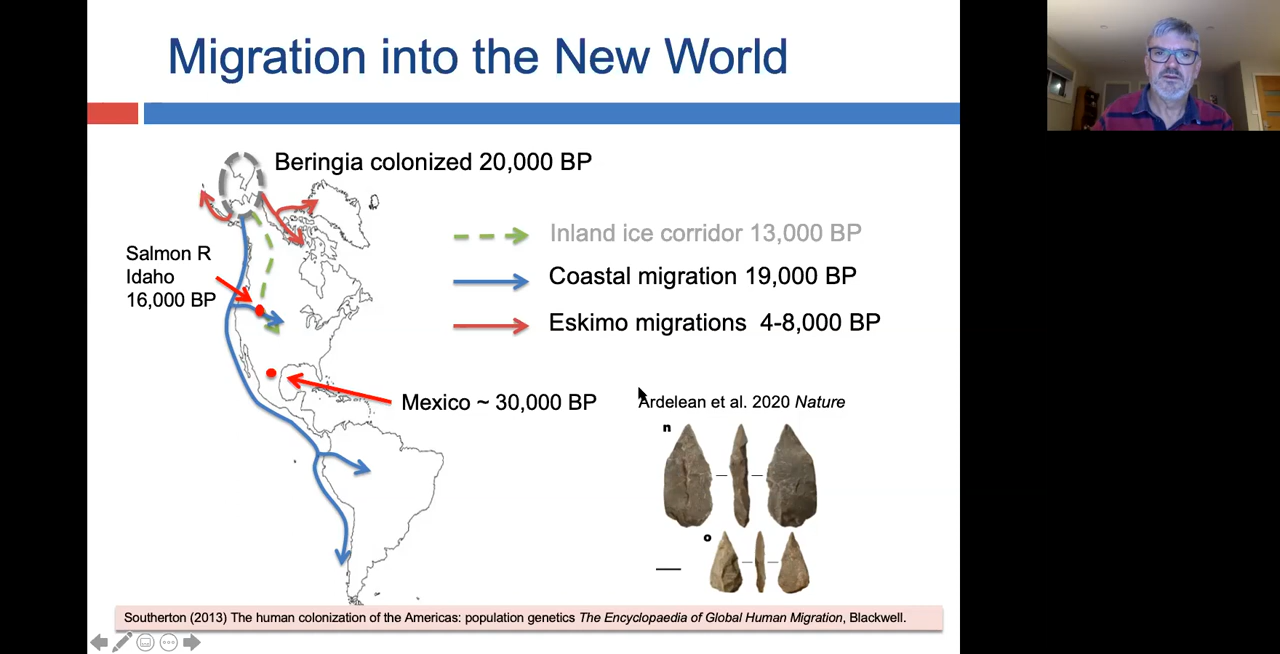 Migration into the New World
Beringia colonized 20,000 BP
Inland ice corridor 13,000 BP
Salmon R
Idaho
16,000 BP
Coastal migration 19,000 BP
Eskimo migrations 4-8,000 BP
Mexico ~ 30,000 BP
Ardelean et al. 2020 Nature
n
o
Southerton (2013) The human colonization of the Americas: population genetics The Encyclopaedia of Global Human Migration, Blackwell.